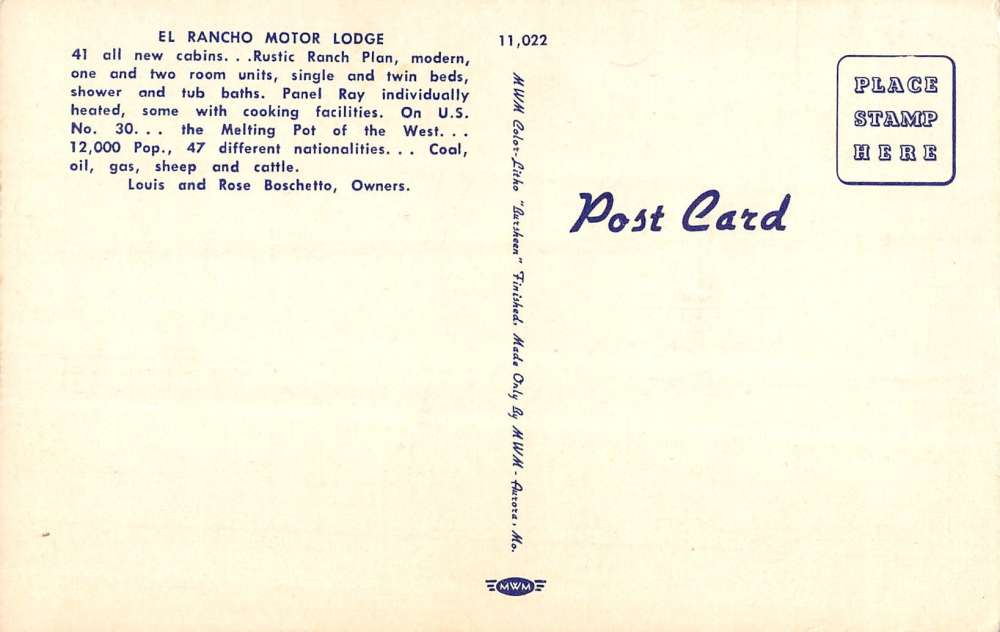 EL RANCHO MOTOR LODGE
41 all new cabins. . .Rustic Ranch Plan, modern,
one and two room units, single and twin beds,
shower and tub baths. Panel Ray individually
heated, some with cooking facilities. On U.S.
No. 30. . . the Melting Pot of the West. . .
12,000 Pop., 47 different nationalities. . . Coal,
oil, gas, sheep and cattle.
Louis and Rose Boschetto, Owners.
11,022
MWM Color-Litho "Lursheen" Finished. Made Only By MWM - Aurora, Mo.
MWM
Post Card
PLACE
STAMP
HERE